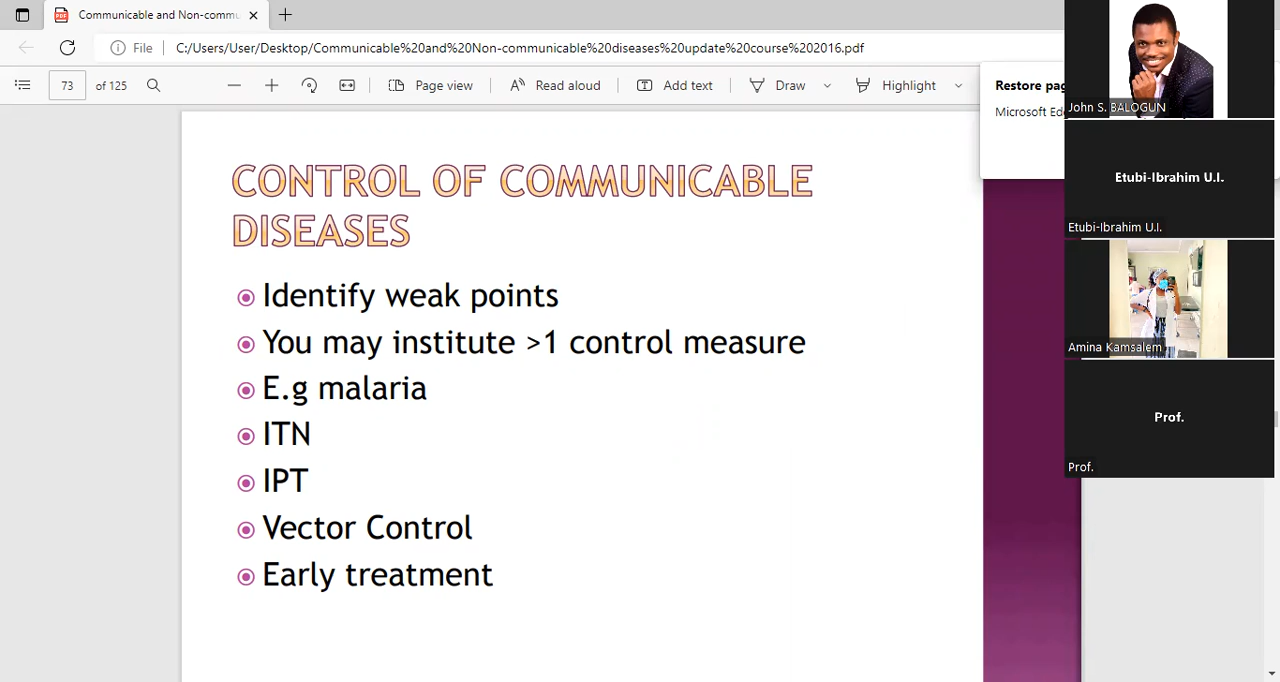 Communicable and Non-commu
File
C:/Users/User/Desktop/Communicable%20and%20Non-communicable%20diseases%20update%20course%202016.pdf
73 of 125
Page view
Read aloud
Add text
Draw
Highlight
Restore pag
Microsoft Ed
John S. BALOGUN
Etubi-Ibrahim U.I.
Etubi-Ibrahim U.I.
Amina Kamsalem
Prof.
Prof.
CONTROL OF COMMUNICABLE
DISEASES
Identify weak points
You may institute >1 control measure
E.g malaria
ITN
IPT
Vector Control
Early treatment